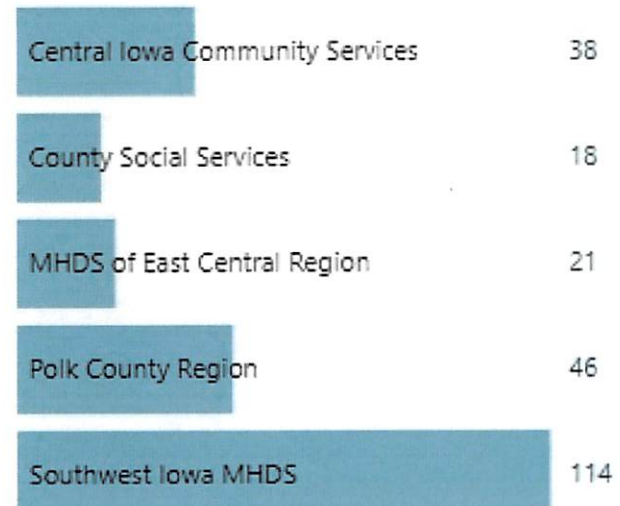 Central Iowa Community Services 38
County Social Services 18
MHDS of East Central Region 21
Polk County Region 46
Southwest Iowa MHDS 114